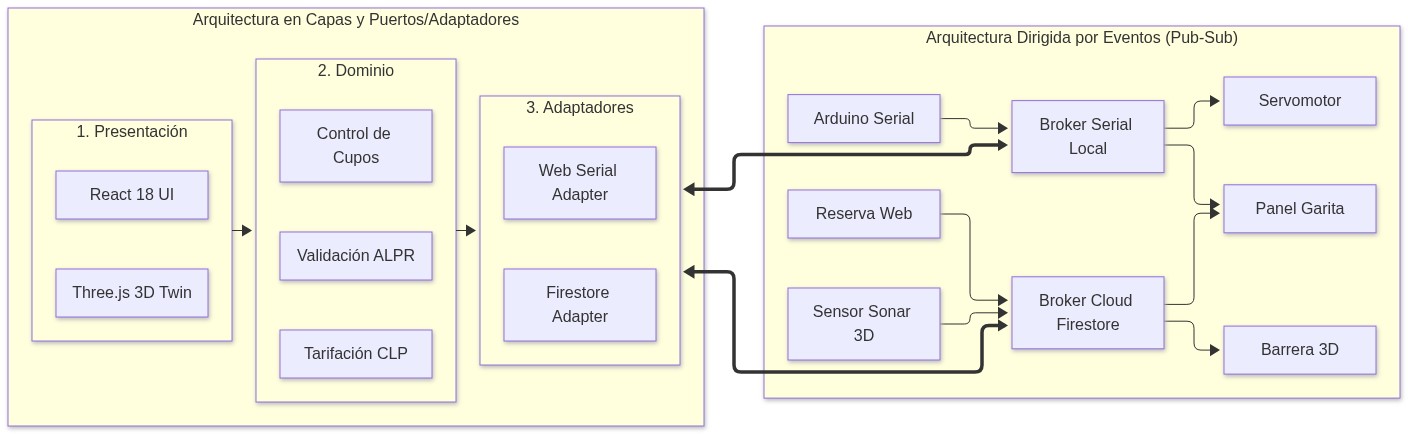 Arquitectura en Capas y Puertos/Adaptadores
1. Presentación
React 18 UI
Three.js 3D Twin
2. Dominio
Control de
Cupos
Validación ALPR
Tarifación CLP
3. Adaptadores
Web Serial
Adapter
Firestore
Adapter
Arquitectura Dirigida por Eventos (Pub-Sub)
Arduino Serial
Reserva Web
Sensor Sonar
3D
Broker Serial
Local
Broker Cloud
Firestore
Servomotor
Panel Garita
Barrera 3D